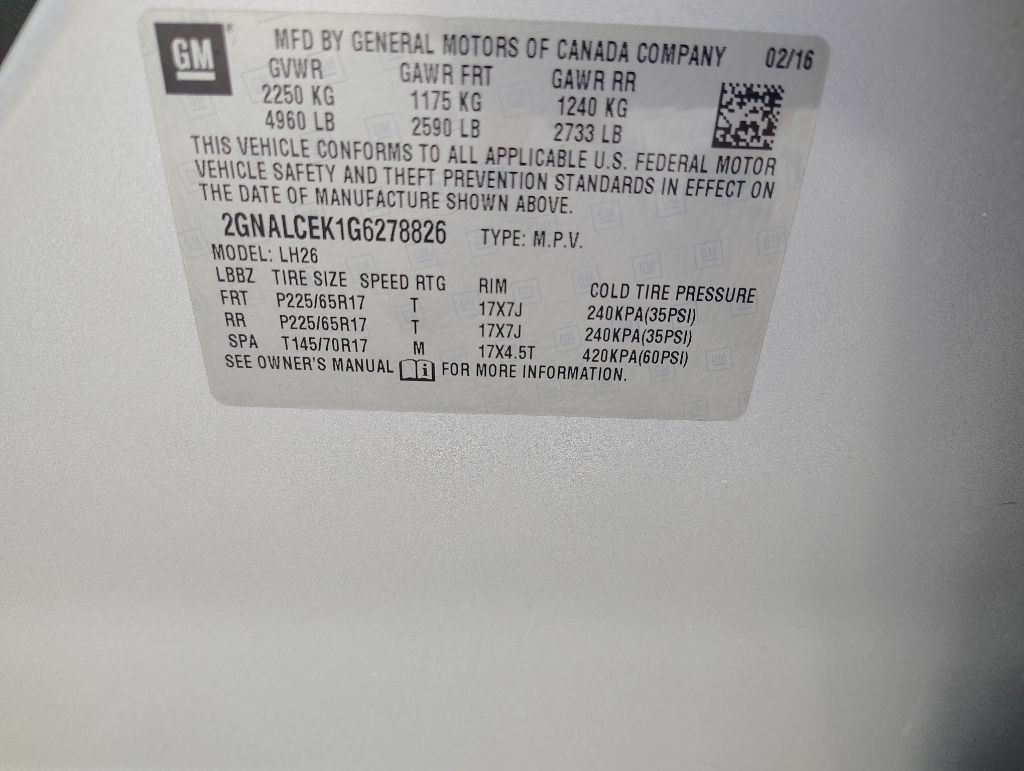 GM
MFD BY GENERAL MOTORS OF CANADA COMPANY 02/16
GVWR GAWR FRT GAWR RR
2250 KG 1175 KG 1240 KG
4960 LB 2590 LB 2733 LB
THIS VEHICLE CONFORMS TO ALL APPLICABLE U.S. FEDERAL MOTOR
VEHICLE SAFETY AND THEFT PREVENTION STANDARDS IN EFFECT ON
THE DATE OF MANUFACTURE SHOWN ABOVE.
2GNALCEK1G6278826 TYPE: M.P.V.
MODEL: LH26
LBBZ TIRE SIZE SPEED RTG RIM COLD TIRE PRESSURE
FRT P225/65R17 T 17X7J 240KPA(35PSI)
RR P225/65R17 T 17X7J 240KPA(35PSI)
SPA T145/70R17 M 17X4.5T 420KPA(60PSI)
SEE OWNER'S MANUAL i FOR MORE INFORMATION.